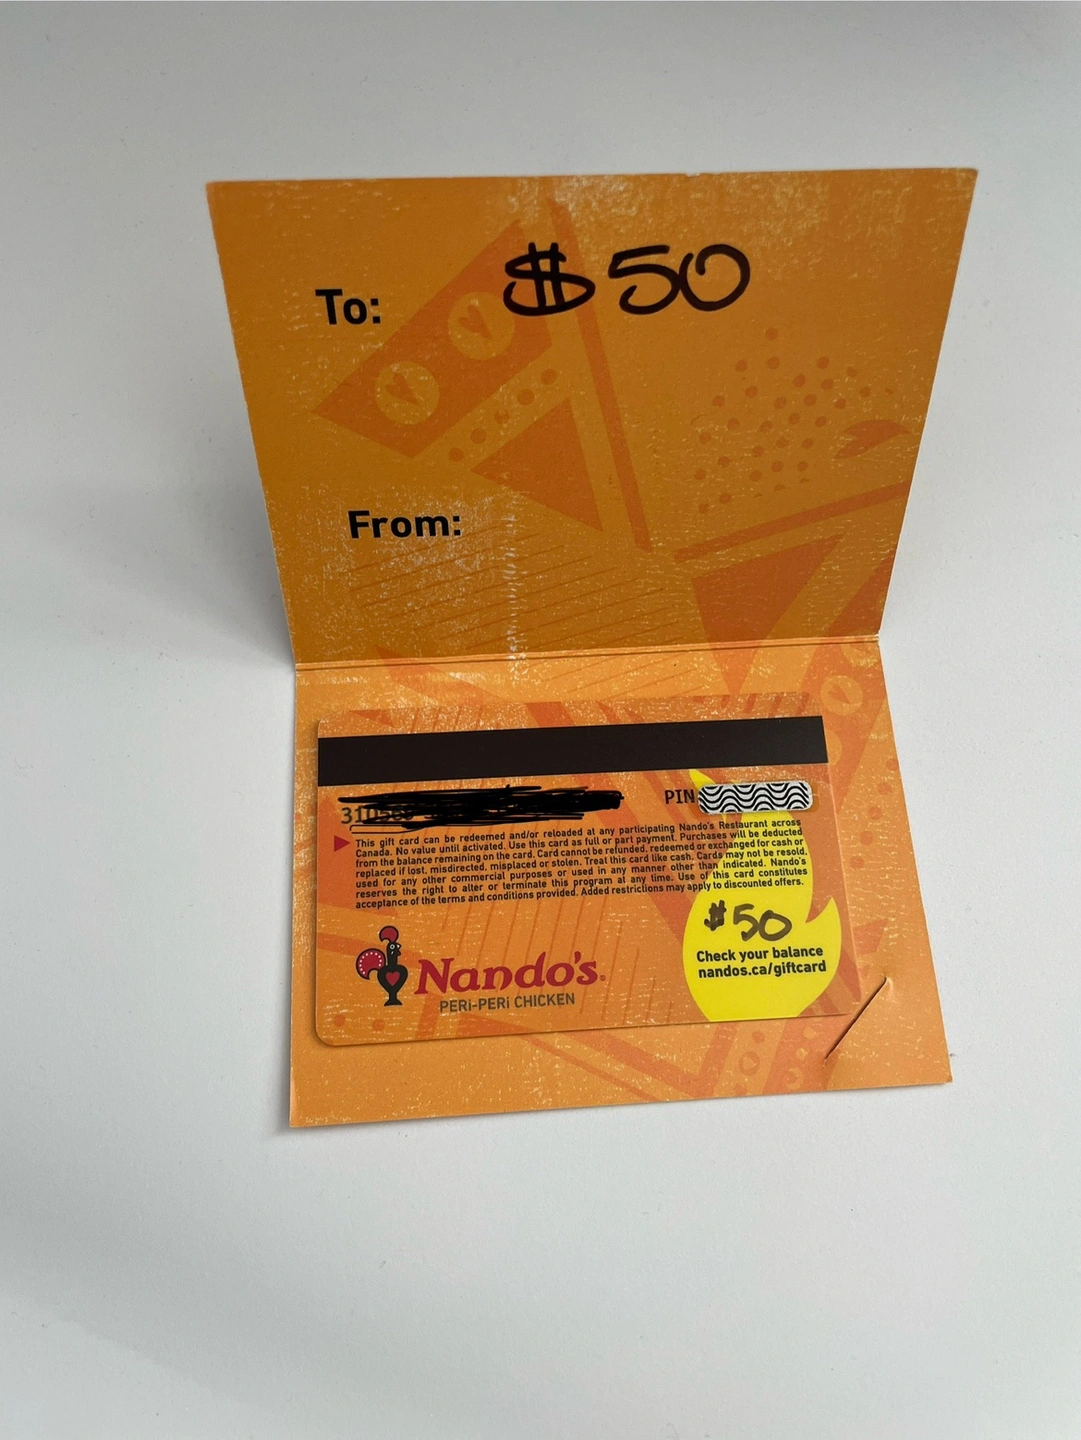 To: $50
From:
PIN
This gift card can be redeemed and/or reloaded at any participating Nando's Restaurant across
Canada. No value until activated. Use this card as full or part payment. Purchases will be deducted
from the balance remaining on the card. Card cannot be refunded, redeemed or exchanged for cash or
replaced if lost, misdirected, misplaced or stolen. Treat this card like cash. Cards may not be resold,
used for any other commercial purposes or used in any manner other than indicated. Nando's
reserves the right to alter or terminate this program at any time. Use of this card constitutes
acceptance of the terms and conditions provided. Added restrictions may apply to discounted offers.
$50
Check your balance
nandos.ca/giftcard
Nando's.
PERi-PERi CHICKEN